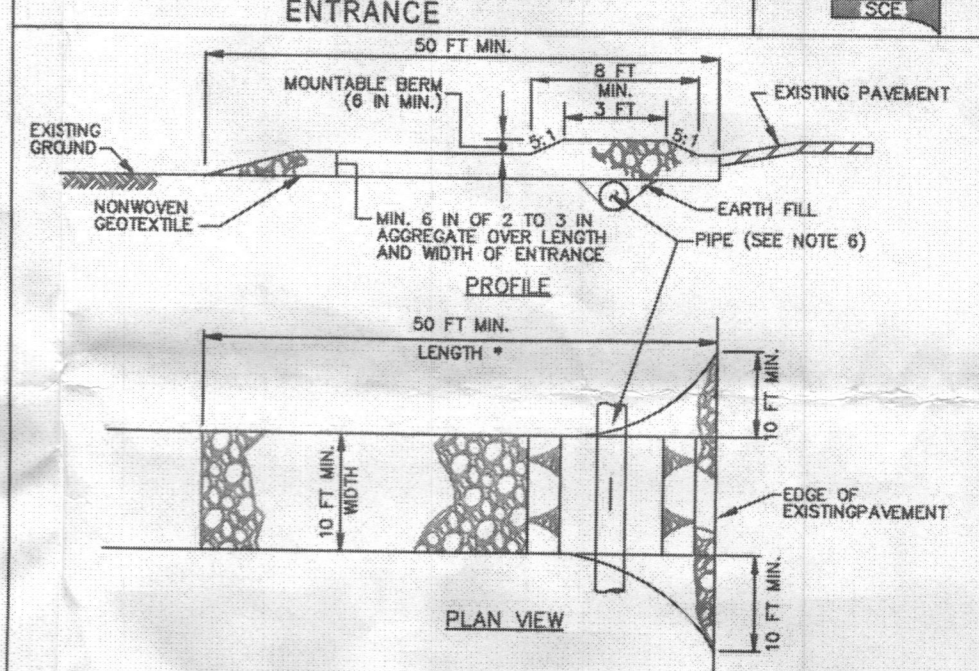 ENTRANCE
SCE
50 FT MIN.
MOUNTABLE BERM
(6 IN MIN.)
8 FT
MIN.
3 FT
EXISTING PAVEMENT
EXISTING
GROUND
5:1
5:1
NONWOVEN
GEOTEXTILE
MIN. 6 IN OF 2 TO 3 IN
AGGREGATE OVER LENGTH
AND WIDTH OF ENTRANCE
EARTH FILL
PIPE (SEE NOTE 6)
PROFILE
50 FT MIN.
LENGTH *
10 FT MIN.
10 FT MIN.
WIDTH
EDGE OF
EXISTINGPAVEMENT
10 FT MIN.
PLAN VIEW